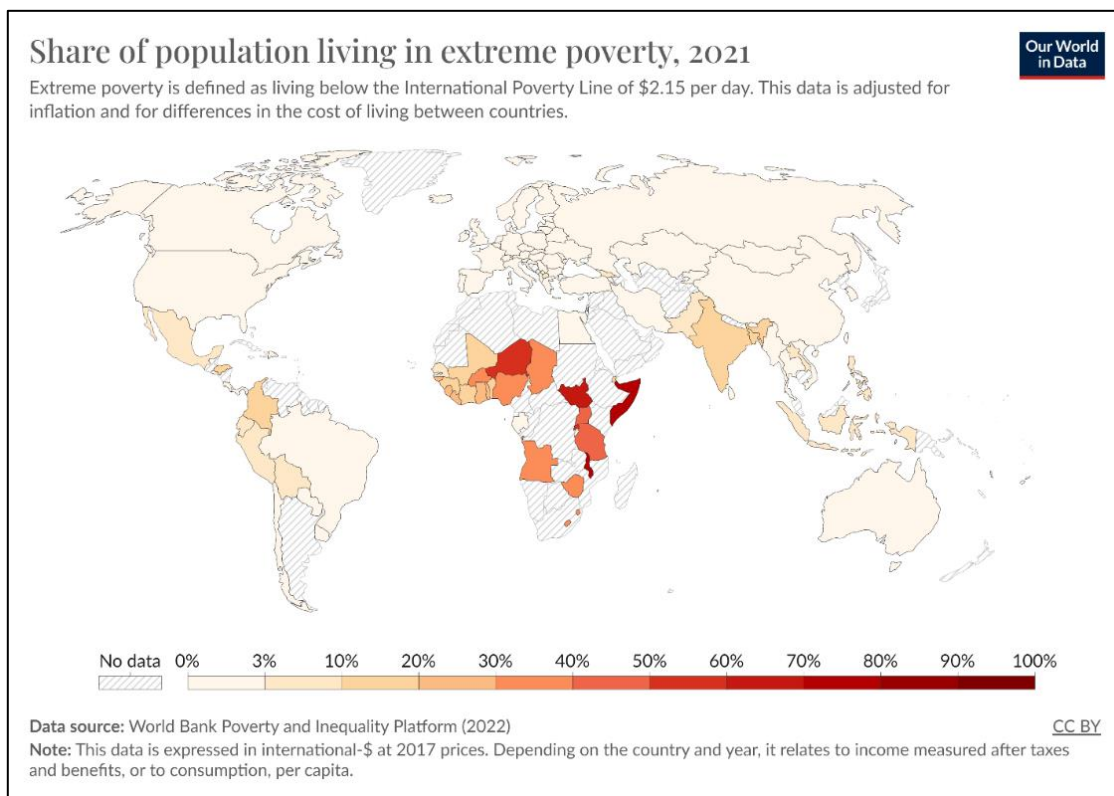 Share of population living in extreme poverty, 2021
Our World
in Data
Extreme poverty is defined as living below the International Poverty Line of $2.15 per day. This data is adjusted for
inflation and for differences in the cost of living between countries.
No data 0% 3% 10% 20% 30% 40% 50% 60% 70% 80% 90% 100%
Data source: World Bank Poverty and Inequality Platform (2022)
CC BY
Note: This data is expressed in international-$ at 2017 prices. Depending on the country and year, it relates to income measured after taxes
and benefits, or to consumption, per capita.